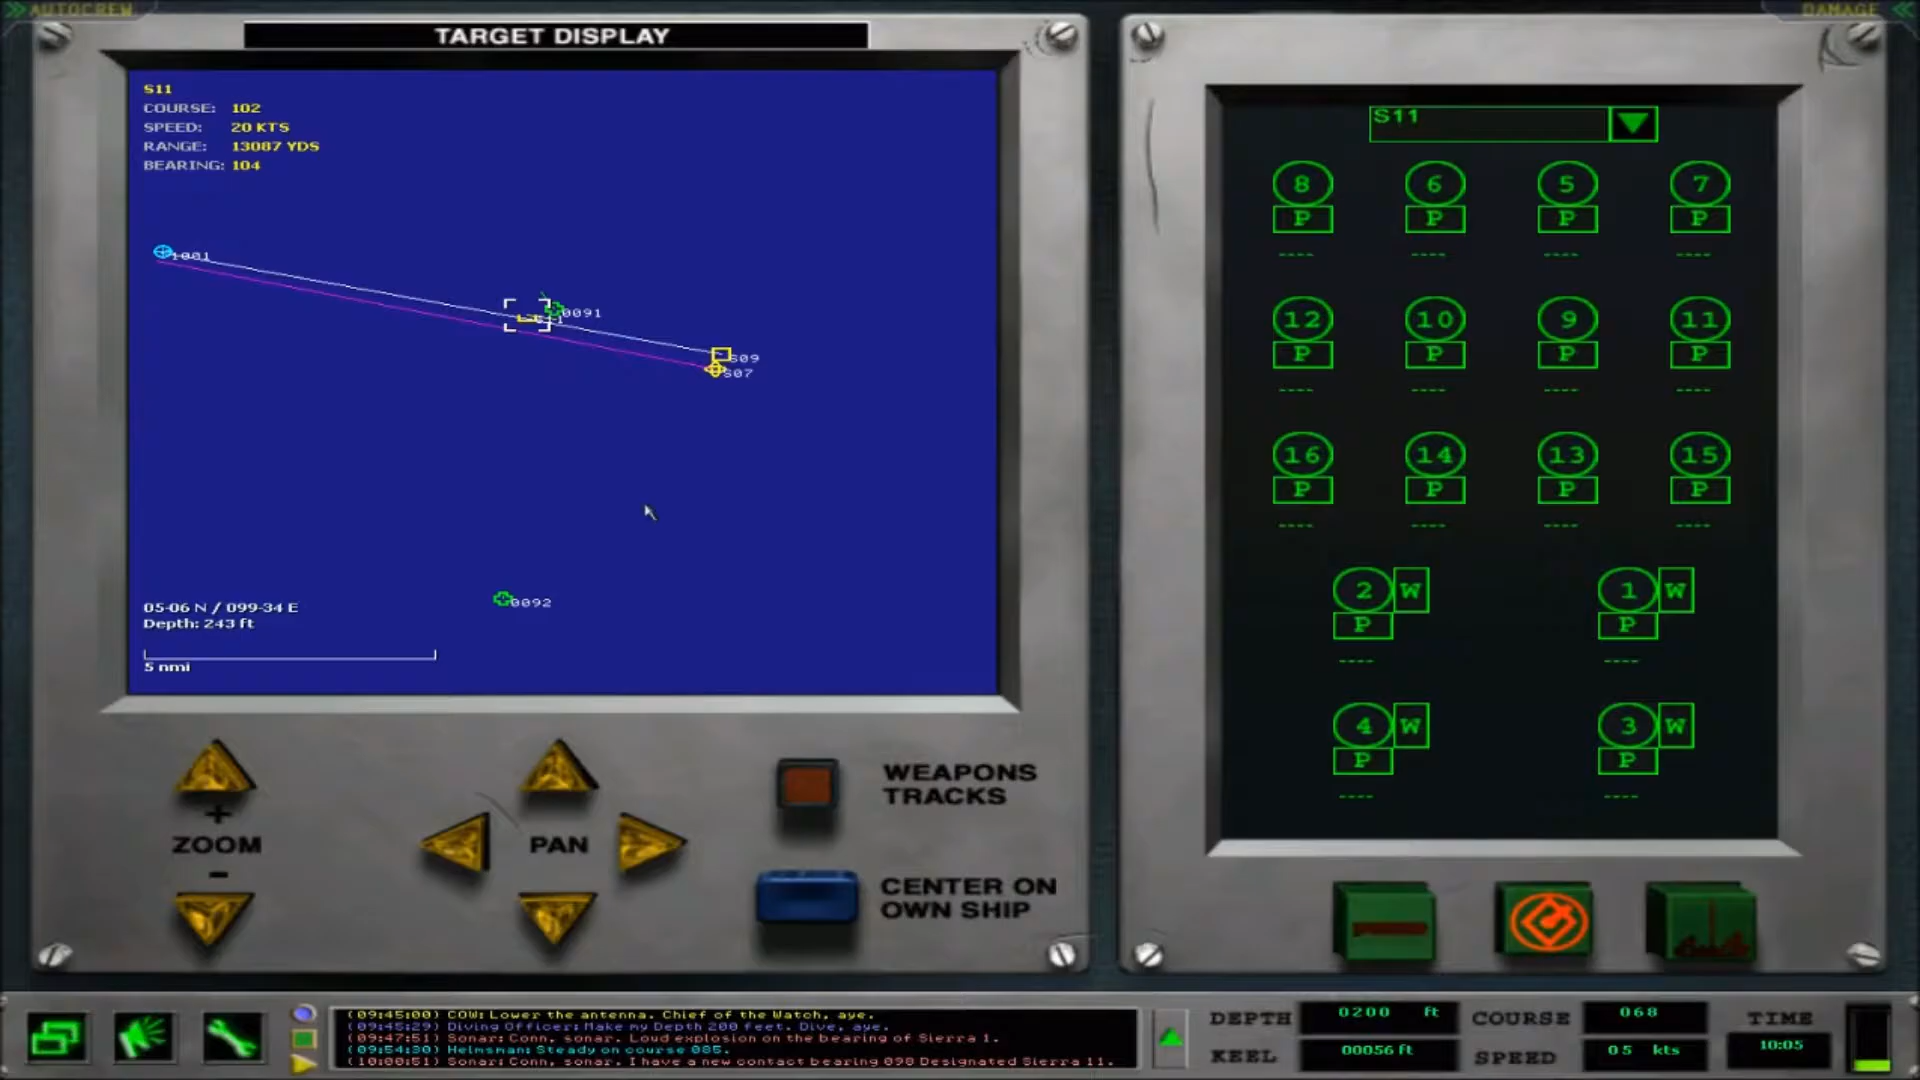 AUTOCREW
DAMAGE
TARGET DISPLAY
S11
COURSE: 102
SPEED: 20 KTS
RANGE: 13087 YDS
BEARING: 104
1001
0091
S09
S07
0092
05-06 N / 099-34 E
Depth: 243 ft
5 nmi
+
ZOOM
-
PAN
WEAPONS
TRACKS
CENTER ON
OWN SHIP
S11
8 6 5 7
P P P P
---- ---- ---- ----
12 10 9 11
P P P P
---- ---- ---- ----
16 14 13 15
P P P P
---- ---- ---- ----
2 W 1 W
P P
---- ----
4 W 3 W
P P
---- ----
(09:45:00) COW: Lower the antenna. Chief of the Watch, aye.
(09:45:29) Diving Officer: Make my Depth 200 feet. Dive, aye.
(09:47:51) Sonar: Conn, sonar. Loud explosion on the bearing of Sierra 1.
(09:54:30) Helmsman: Steady on course 085.
(10:00:51) Sonar: Conn, sonar. I have a new contact bearing 098 Designated Sierra 11.
DEPTH 0200 ft COURSE 068 TIME
KEEL 00056 ft SPEED 05 kts 10:05